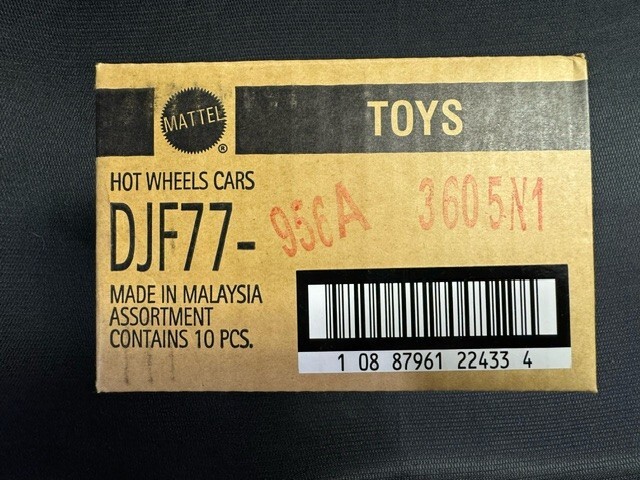 MATTEL
®
TOYS
HOT WHEELS CARS
DJF77- 956A 3605N1
MADE IN MALAYSIA
ASSORTMENT
CONTAINS 10 PCS.
1 08 87961 22433 4